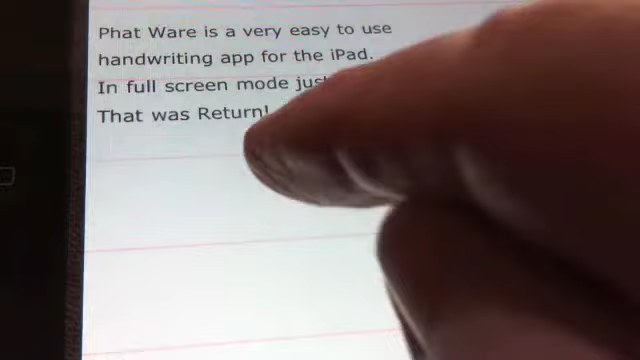 Phat Ware is a very easy to use
handwriting app for the iPad.
In full screen mode just
That was Return!